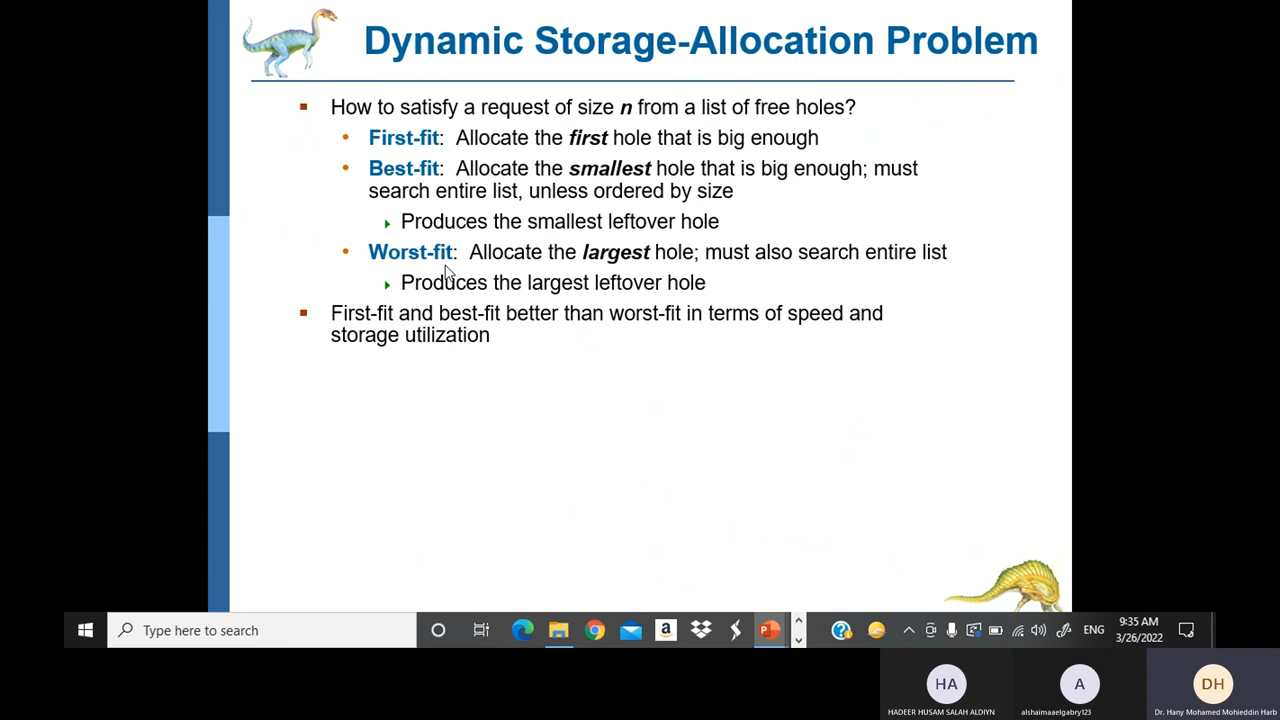 Dynamic Storage-Allocation Problem
How to satisfy a request of size n from a list of free holes?
First-fit: Allocate the first hole that is big enough
Best-fit: Allocate the smallest hole that is big enough; must
search entire list, unless ordered by size
Produces the smallest leftover hole
Worst-fit: Allocate the largest hole; must also search entire list
Produces the largest leftover hole
First-fit and best-fit better than worst-fit in terms of speed and
storage utilization
Type here to search
ENG
9:35 AM
3/26/2022
HA
A
DH
HADEER HUSAM SALAH ALDIYN
alshaimaaelgabry123
Dr. Hany Mohamed Mohieddin Harb